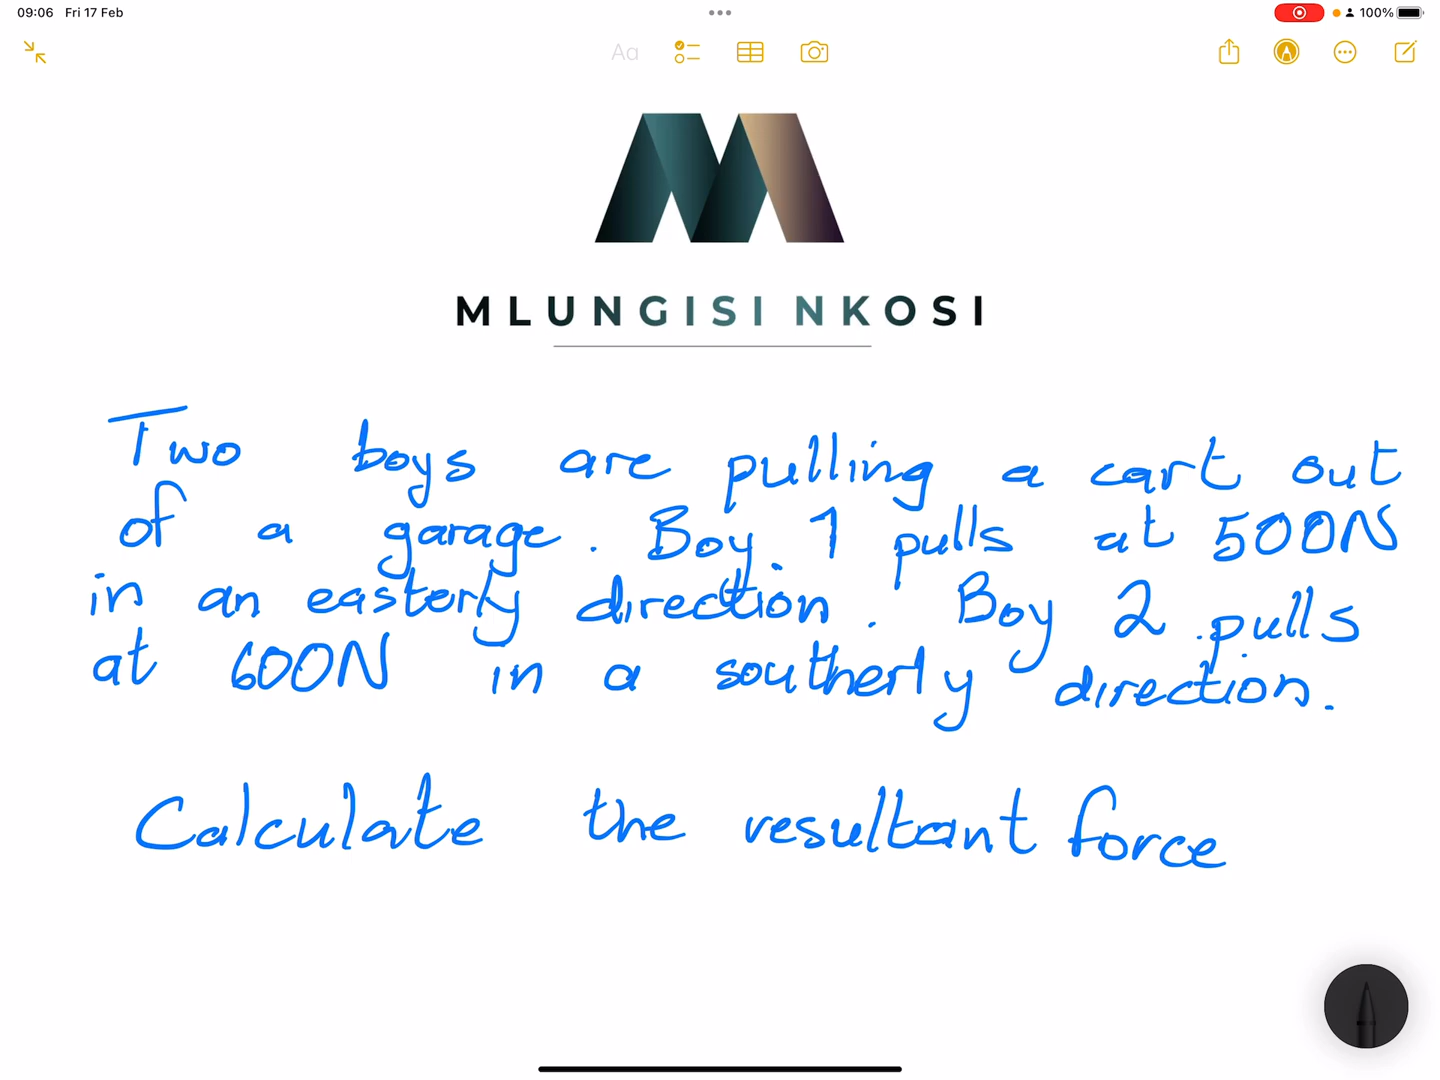 09:06 Fri 17 Feb 100%
Aa
MLUNGISI NKOSI
Two boys are pulling a cart out
of a garage. Boy 1 pulls at 500N
in an easterly direction. Boy 2 pulls
at 600N in a southerly direction.
Calculate the resultant force